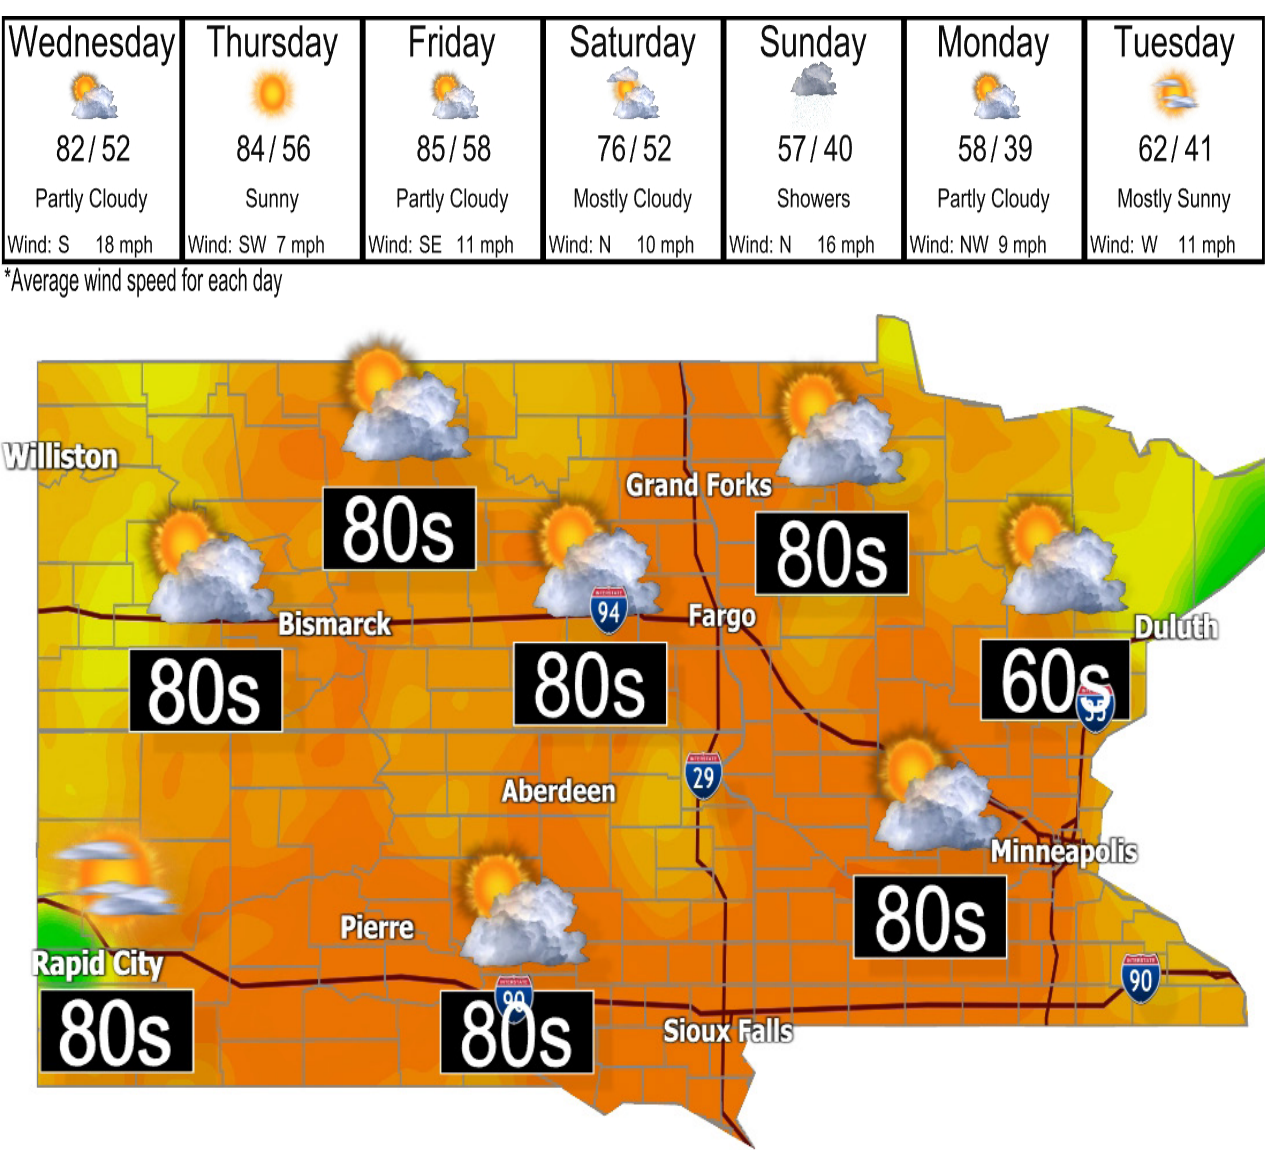 Wednesday Thursday Friday Saturday Sunday Monday Tuesday
82/52 84/56 85/58 76/52 57/40 58/39 62/41
Partly Cloudy Sunny Partly Cloudy Mostly Cloudy Showers Partly Cloudy Mostly Sunny
Wind: S 18 mph Wind: SW 7 mph Wind: SE 11 mph Wind: N 10 mph Wind: N 16 mph Wind: NW 9 mph Wind: W 11 mph
*Average wind speed for each day
Williston
Grand Forks
80s
80s
INTERSTATE
94
Bismarck
Fargo
Duluth
80s
80s
60s
35
INTERSTATE
29
Aberdeen
Minneapolis
80s
Pierre
Rapid City
INTERSTATE
90
INTERSTATE
90
80s
80s
Sioux Falls